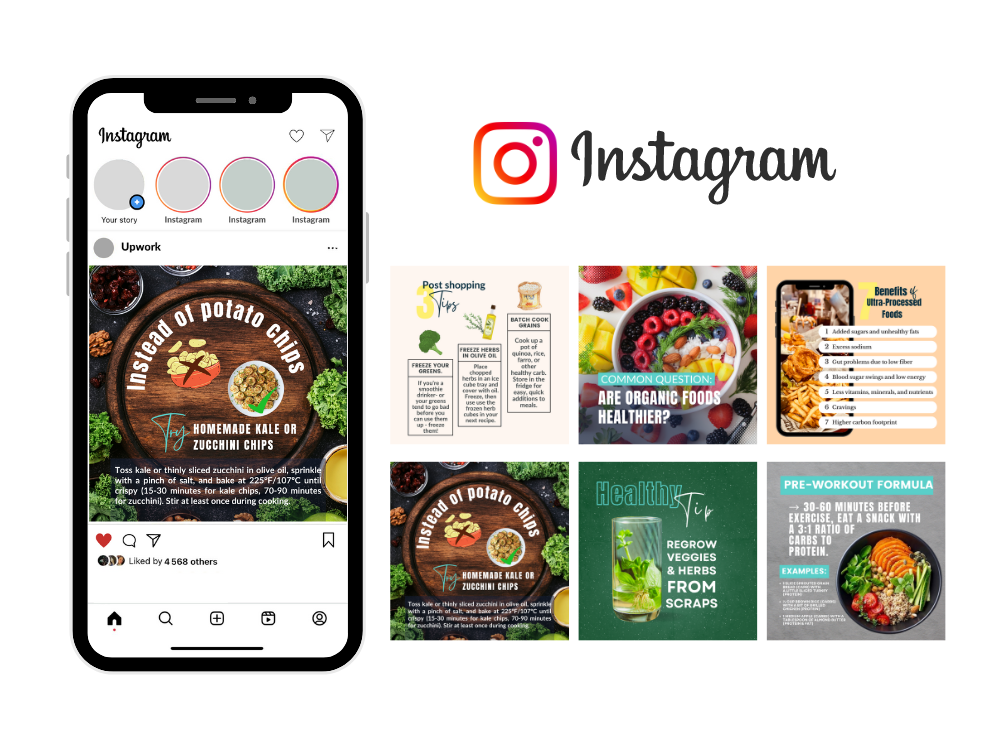 Instagram
Your story
Instagram
Instagram
Instagram
Upwork
Instead of potato chips
Try
HOMEMADE KALE OR
ZUCCHINI CHIPS
Toss kale or thinly sliced zucchini in olive oil, sprinkle
with a pinch of salt, and bake at 225°F/107°C until
crispy (15-30 minutes for kale chips, 70-90 minutes
for zucchini). Stir at least once during cooking.
Liked by 4 568 others
Instagram
3
Post shopping
Tips
FREEZE YOUR
GREENS.
If you're a
smoothie
drinker- or
your greens
tend to go bad
before you
can use them
up - freeze
them!
FREEZE HERBS
IN OLIVE OIL
Place
chopped
herbs in an ice
cube tray and
cover with oil.
Freeze, then
use the
frozen herb
cubes in your
next recipe.
BATCH COOK
GRAINS
Cook up a
pot of
quinoa, rice,
farro, or
other healthy
carb. Store in
the fridge for
easy, quick
additions to
meals.
COMMON QUESTION:
ARE ORGANIC FOODS
HEALTHIER?
7
Benefits of
Ultra-Processed
Foods
1 Added sugars and unhealthy fats
2 Excess sodium
3 Gut problems due to low fiber
4 Blood sugar swings and low energy
5 Less vitamins, minerals, and nutrients
6 Cravings
7 Higher carbon footprint
Instead of potato chips
Try
HOMEMADE KALE OR
ZUCCHINI CHIPS
Toss kale or thinly sliced zucchini in olive oil, sprinkle
with a pinch of salt, and bake at 225°F/107°C until
crispy (15-30 minutes for kale chips, 70-90 minutes
for zucchini). Stir at least once during cooking.
Healthy
Tip
REGROW
VEGGIES
& HERBS
FROM
SCRAPS
PRE-WORKOUT FORMULA
→ 30-60 MINUTES BEFORE
EXERCISE, EAT A SNACK WITH
A 3:1 RATIO OF
CARBS TO
PROTEIN.
EXAMPLES: